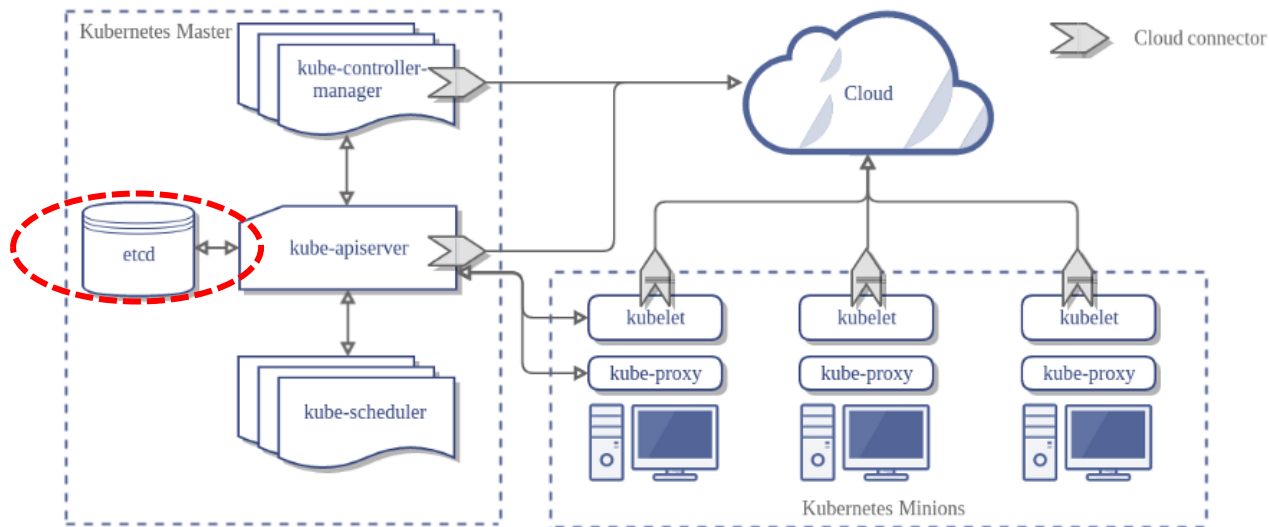 Kubernetes Master
kube-controller-
manager
Cloud
Cloud connector
etcd
kube-apiserver
kube-scheduler
kubelet
kubelet
kubelet
kube-proxy
kube-proxy
kube-proxy
Kubernetes Minions